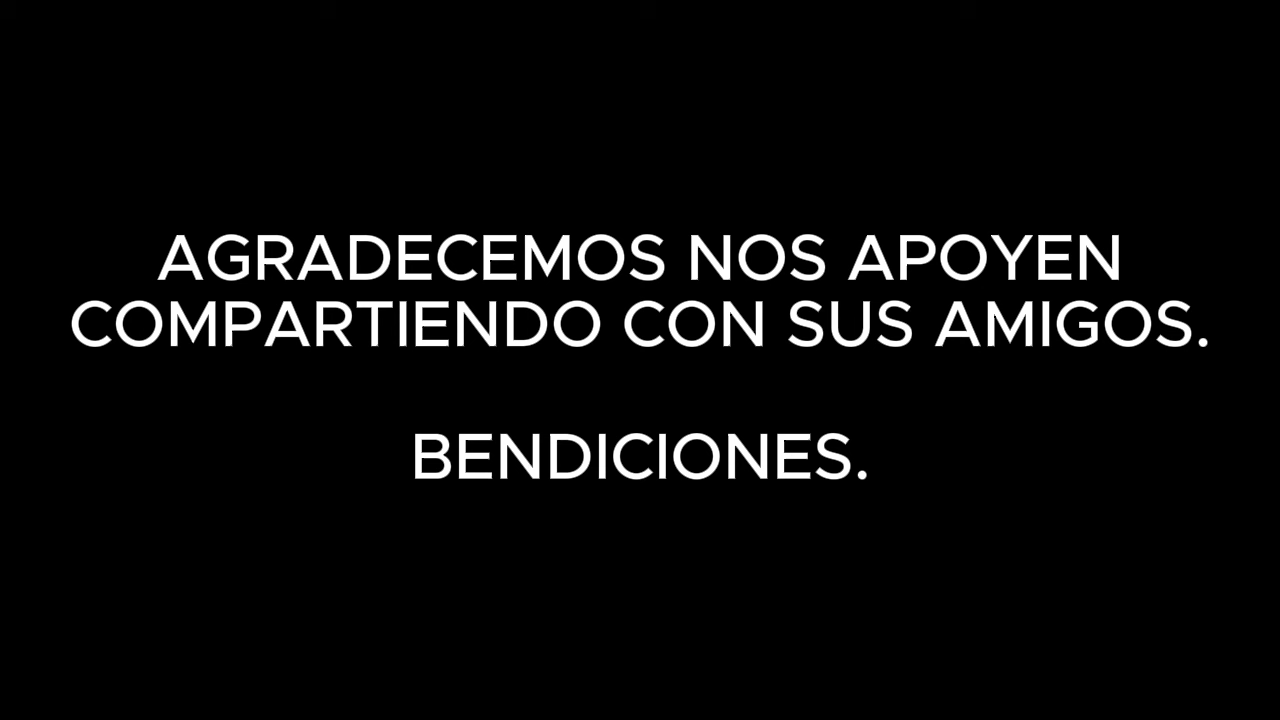 AGRADECEMOS NOS APOYEN
COMPARTIENDO CON SUS AMIGOS.
BENDICIONES.